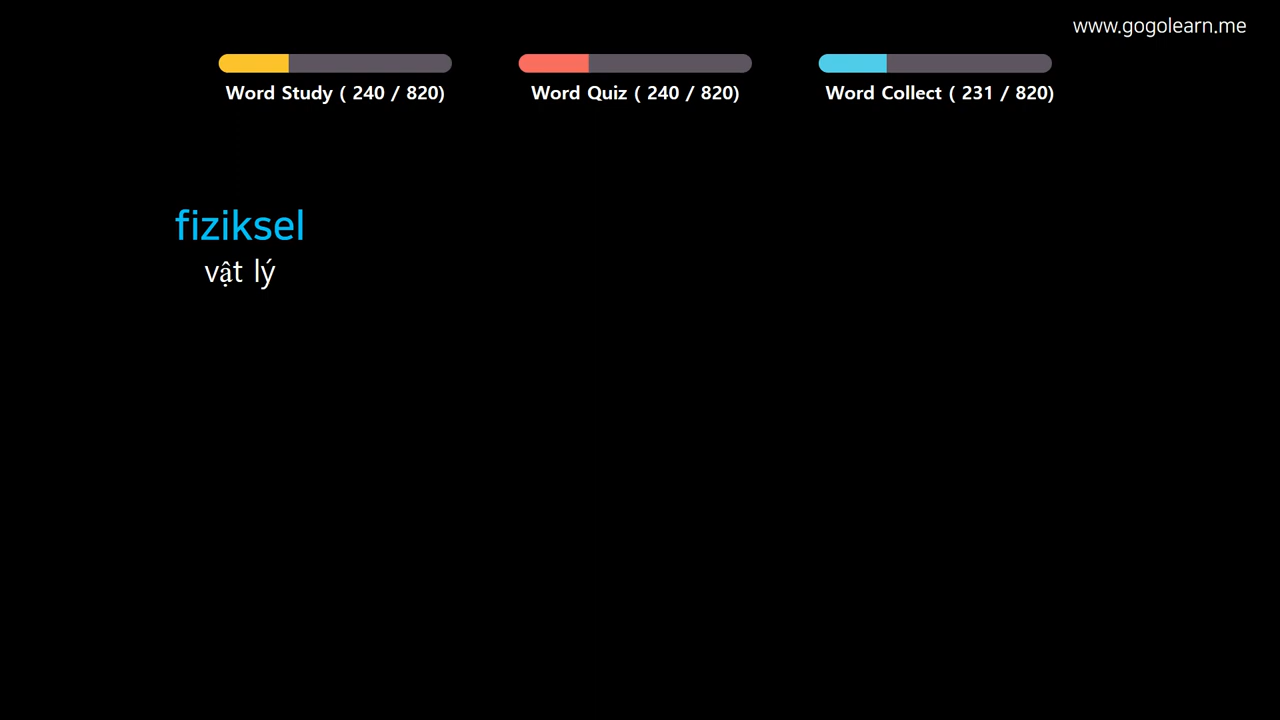 www.gogolearn.me
Word Study ( 240 / 820)
Word Quiz ( 240 / 820)
Word Collect ( 231 / 820)
fiziksel
vật lý